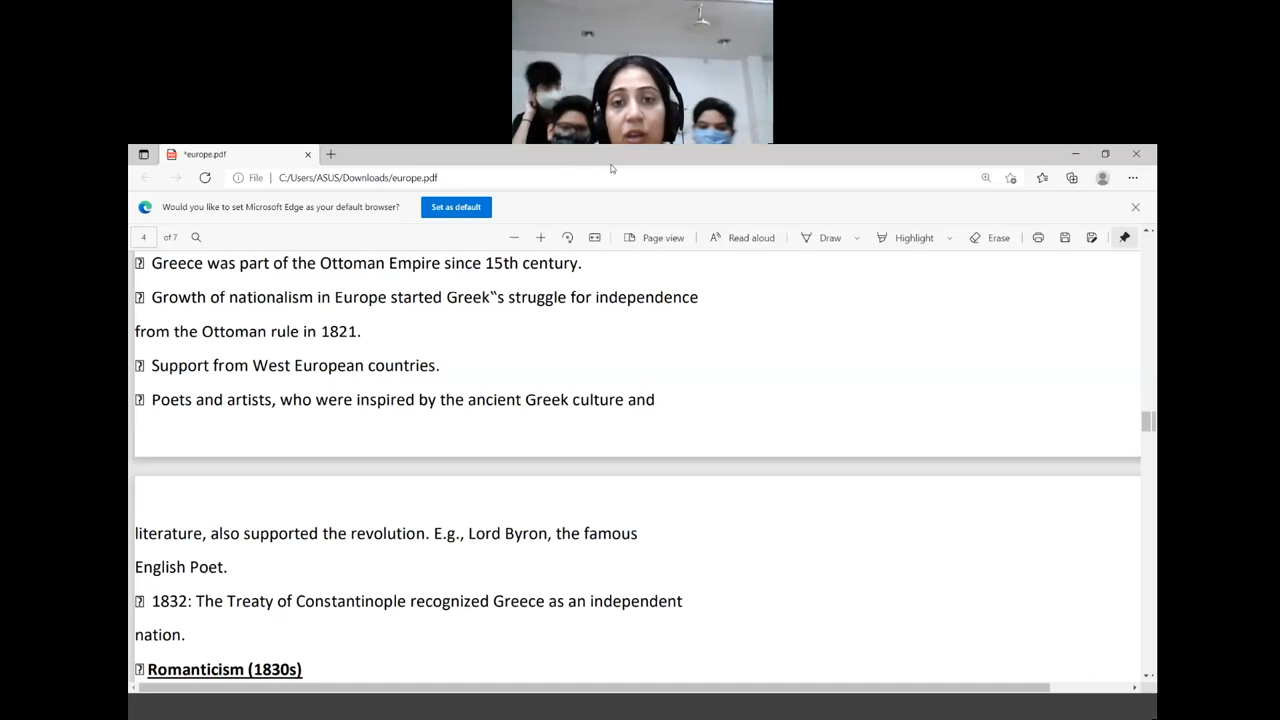 *europe.pdf
File C:/Users/ASUS/Downloads/europe.pdf
Would you like to set Microsoft Edge as your default browser? Set as default
4 of 7 Page view A Read aloud Draw Highlight Erase
Greece was part of the Ottoman Empire since 15th century.
Growth of nationalism in Europe started Greek‟s struggle for independence
from the Ottoman rule in 1821.
Support from West European countries.
Poets and artists, who were inspired by the ancient Greek culture and
literature, also supported the revolution. E.g., Lord Byron, the famous
English Poet.
1832: The Treaty of Constantinople recognized Greece as an independent
nation.
Romanticism (1830s)